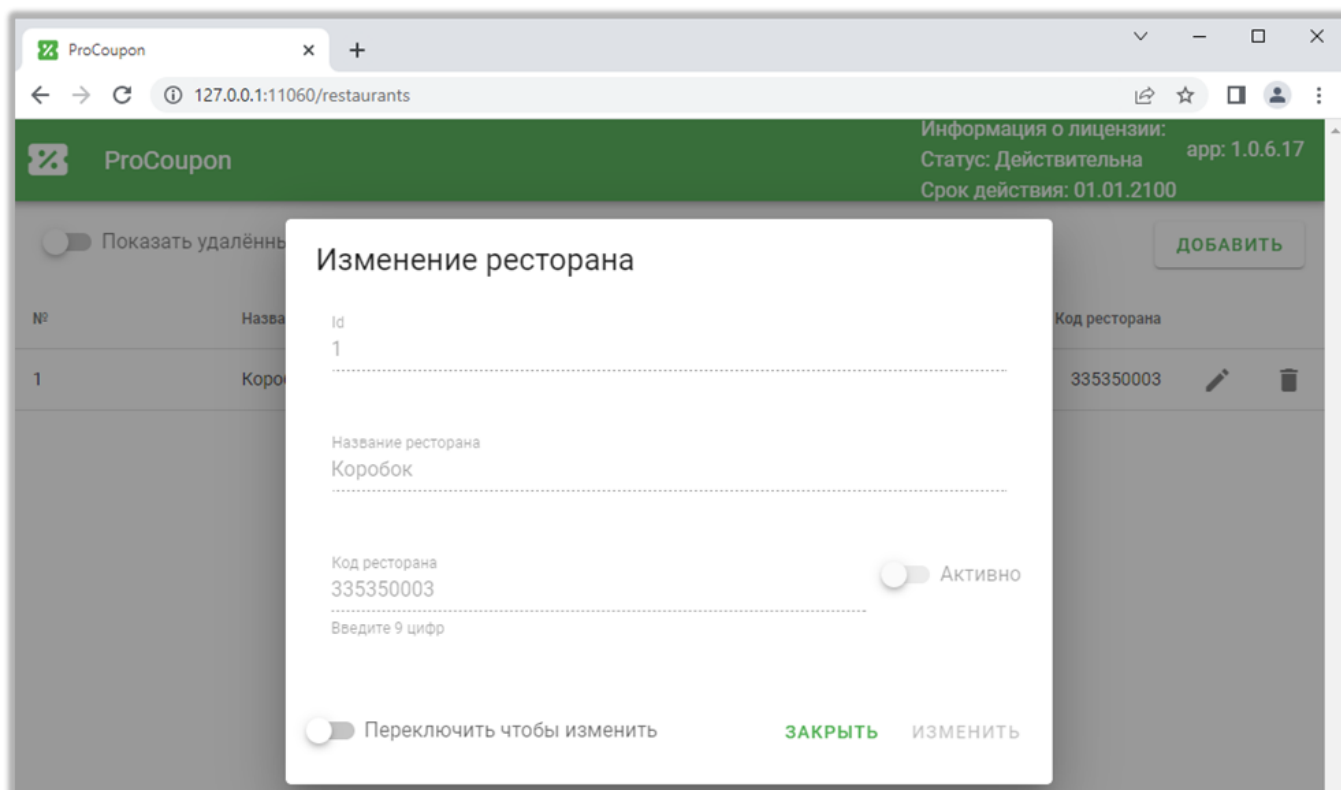 ProCoupon
127.0.0.1:11060/restaurants
ProCoupon
Информация о лицензии:
Статус: Действительна
Срок действия: 01.01.2100
app: 1.0.6.17
Показать удалённы
ДОБАВИТЬ
Изменение ресторана
№
Назва
Код ресторана
1
Коро
335350003
Id
1
Название ресторана
Коробок
Код ресторана
335350003
Активно
Введите 9 цифр
Переключить чтобы изменить
ЗАКРЫТЬ
ИЗМЕНИТЬ